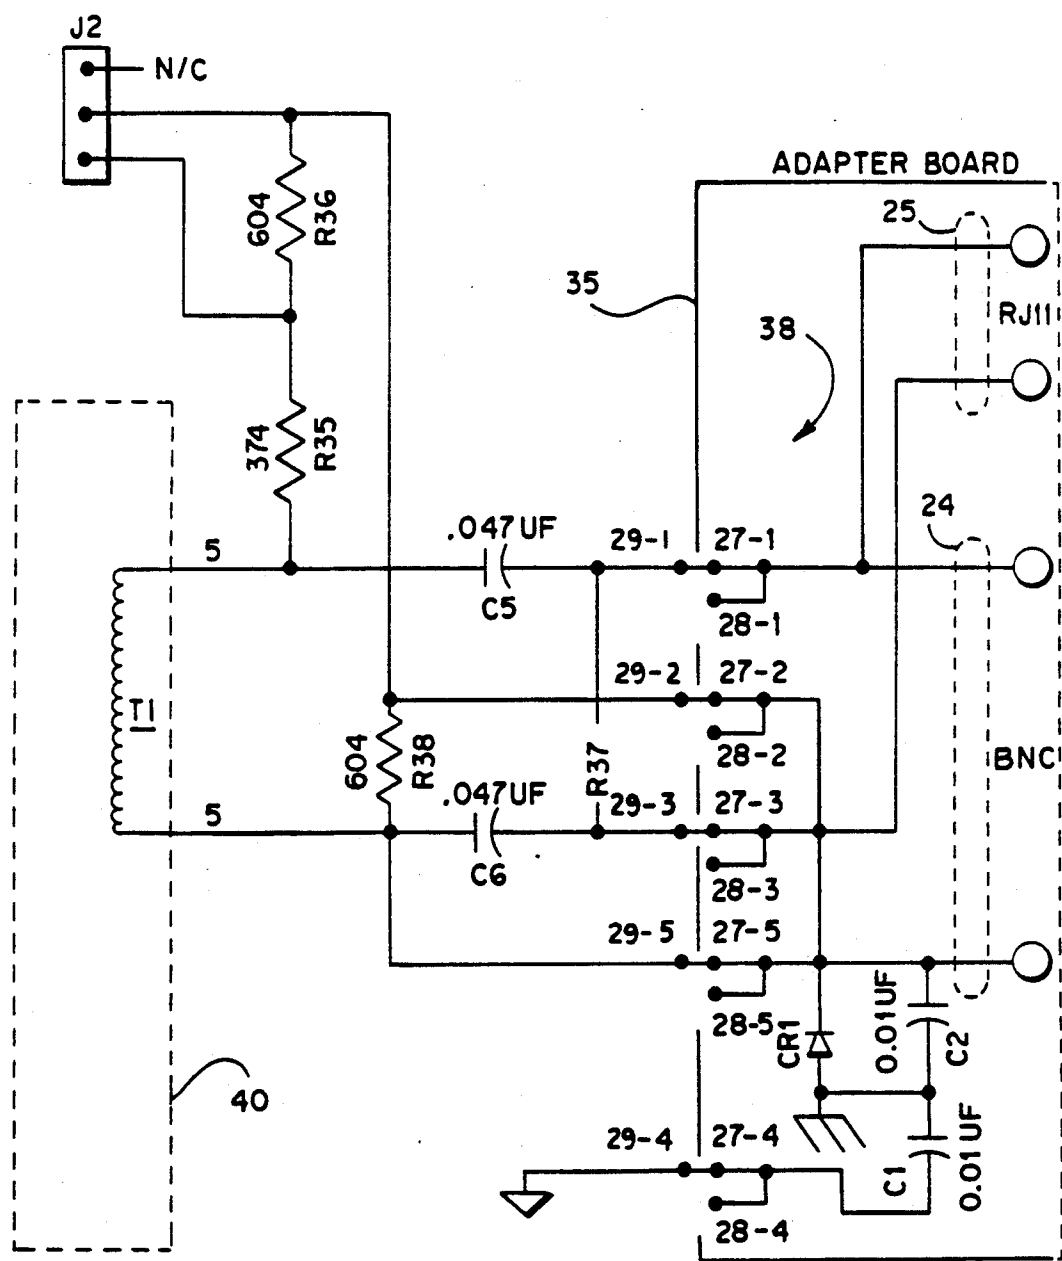 J2
N/C
ADAPTER BOARD
604
R36
25
35
38
RJ11
374
R35
24
.047UF
5
29-1
27-1
C5
28-1
29-2
27-2
T1
604
R38
R37
28-2
BNC
.047UF
5
29-3
27-3
C6
28-3
29-5
27-5
28-5
CR1
0.01UF
C2
40
29-4
27-4
C1
0.01UF
28-4